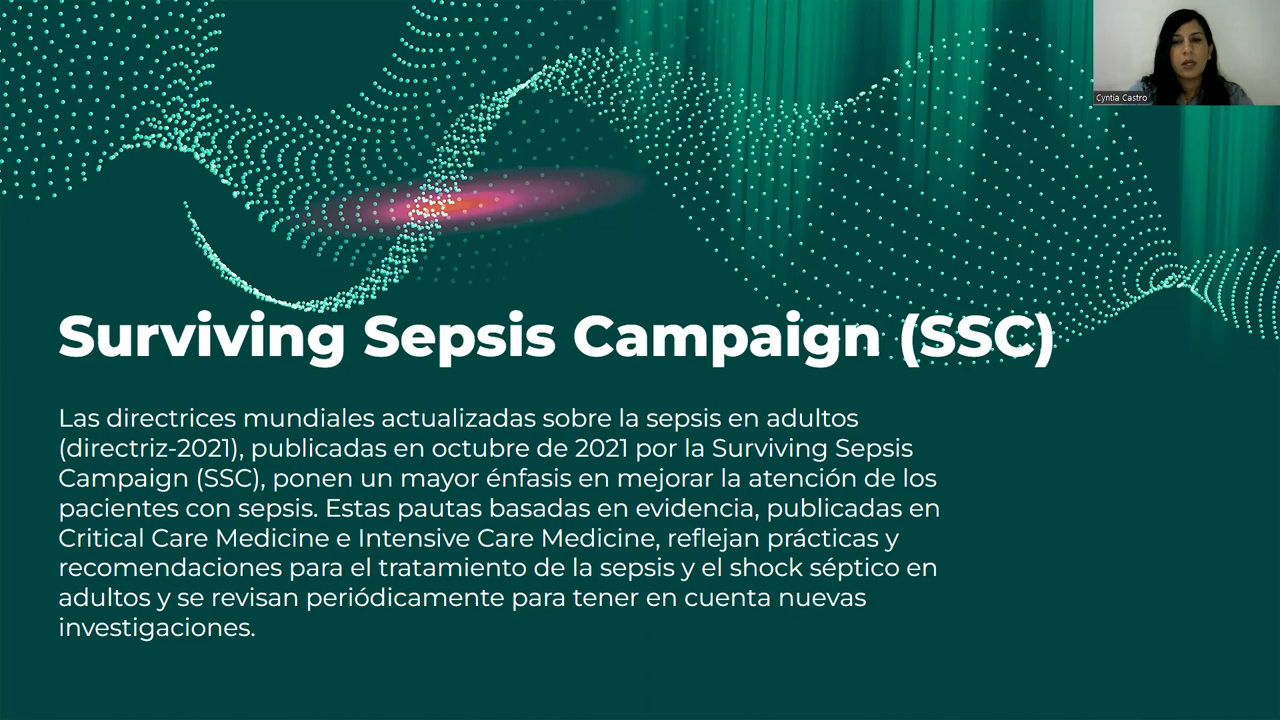 Cyntia Castro
Surviving Sepsis Campaign (SSC)
Las directrices mundiales actualizadas sobre la sepsis en adultos
(directriz-2021), publicadas en octubre de 2021 por la Surviving Sepsis
Campaign (SSC), ponen un mayor énfasis en mejorar la atención de los
pacientes con sepsis. Estas pautas basadas en evidencia, publicadas en
Critical Care Medicine e Intensive Care Medicine, reflejan prácticas y
recomendaciones para el tratamiento de la sepsis y el shock séptico en
adultos y se revisan periódicamente para tener en cuenta nuevas
investigaciones.